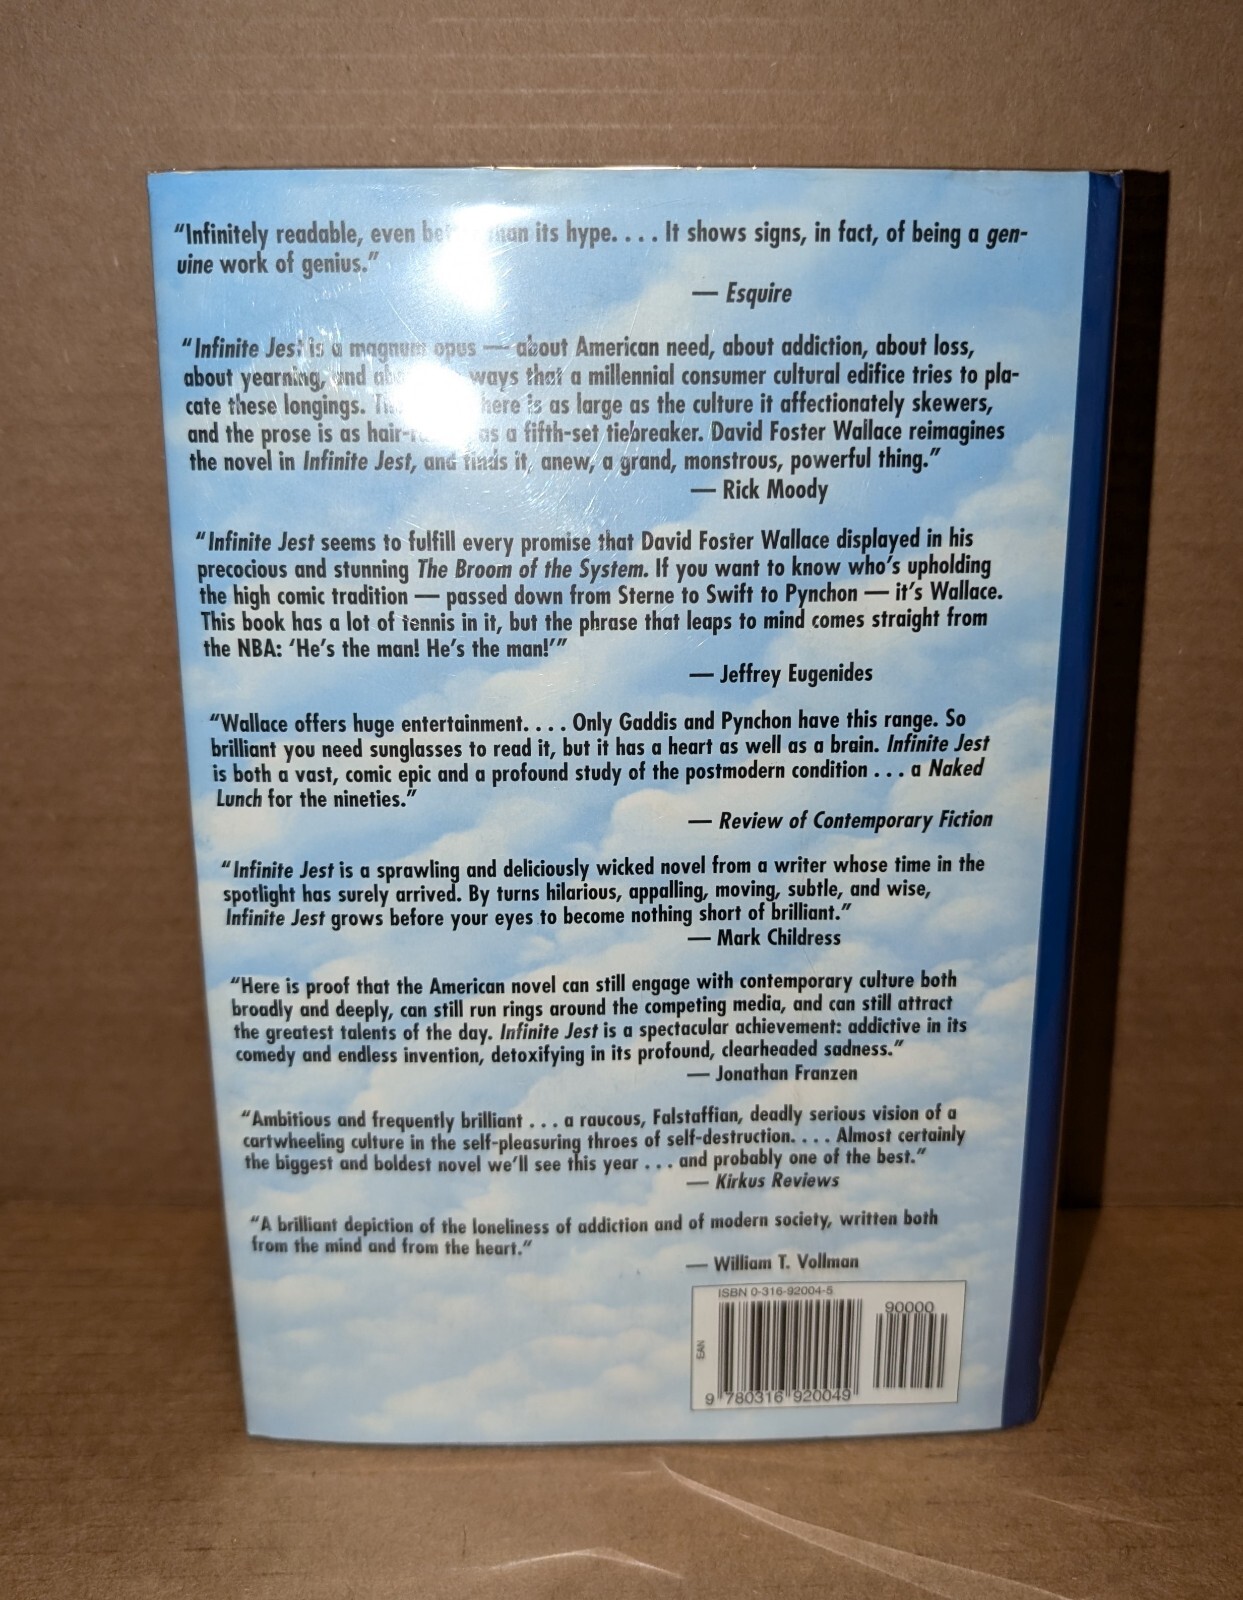 “Infinitely readable, even than its hype. . . . It shows signs, in fact, of being a gen-
uine work of genius.”
— Esquire
“Infinite Jest is a magnum opus — about American need, about addiction, about loss,
about yearning, and ways that a millennial consumer cultural edifice tries to pla-
cate these longings. here is as large as the culture it affectionately skewers,
and the prose is as as a fifth-set tiebreaker. David Foster Wallace reimagines
the novel in Infinite Jest, and finds it, anew, a grand, monstrous, powerful thing.”
— Rick Moody
“Infinite Jest seems to fulfill every promise that David Foster Wallace displayed in his
precocious and stunning The Broom of the System. If you want to know who’s upholding
the high comic tradition — passed down from Sterne to Swift to Pynchon — it’s Wallace.
This book has a lot of tennis in it, but the phrase that leaps to mind comes straight from
the NBA: ‘He’s the man! He’s the man!’”
— Jeffrey Eugenides
“Wallace offers huge entertainment. . . . Only Gaddis and Pynchon have this range. So
brilliant you need sunglasses to read it, but it has a heart as well as a brain. Infinite Jest
is both a vast, comic epic and a profound study of the postmodern condition . . . a Naked
Lunch for the nineties.”
— Review of Contemporary Fiction
“Infinite Jest is a sprawling and deliciously wicked novel from a writer whose time in the
spotlight has surely arrived. By turns hilarious, appalling, moving, subtle, and wise,
Infinite Jest grows before your eyes to become nothing short of brilliant.”
— Mark Childress
“Here is proof that the American novel can still engage with contemporary culture both
broadly and deeply, can still run rings around the competing media, and can still attract
the greatest talents of the day. Infinite Jest is a spectacular achievement: addictive in its
comedy and endless invention, detoxifying in its profound, clearheaded sadness.”
— Jonathan Franzen
“Ambitious and frequently brilliant . . . a raucous, Falstaffian, deadly serious vision of a
cartwheeling culture in the self-pleasuring throes of self-destruction. . . . Almost certainly
the biggest and boldest novel we’ll see this year . . . and probably one of the best.”
— Kirkus Reviews
“A brilliant depiction of the loneliness of addiction and of modern society, written both
from the mind and from the heart.”
— William T. Vollman
ISBN 0-316-92004-5
90000
EAN
9 780316 920049